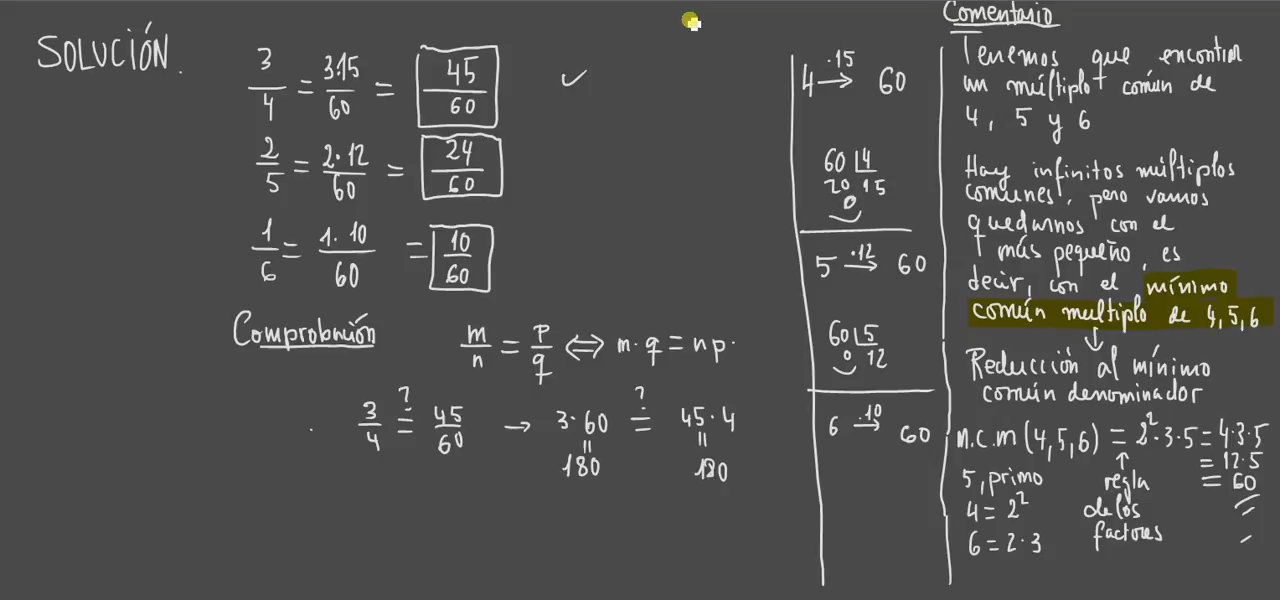 SOLUCIÓN.
3/4 = 3·15/60 = 45/60 ✓
2/5 = 2·12/60 = 24/60
1/6 = 1·10/60 = 10/60
Comprobación
m/n = p/q ⟺ m·q = n p.
3/4 =? 45/60 → 3·60 =? 45·4
180 180
4 ·15→ 60
60 |4
20 15
0
5 ·12→ 60
60 |5
0 12
6 ·10→ 60
Comentario
Tenemos que encontrar
un múltiplo común de
4, 5 y 6
Hay infinitos múltiplos
comunes, pero vamos
quedarnos con el
más pequeño, es
decir, con el mínimo
común multiplo de 4, 5, 6
↓
Reducción al mínimo
común denominador
m.c.m (4, 5, 6) = 2²·3·5 = 4·3·5
= 12·5
5, primo
↑ regla
= 60
4 = 2²
de los
6 = 2·3
factores